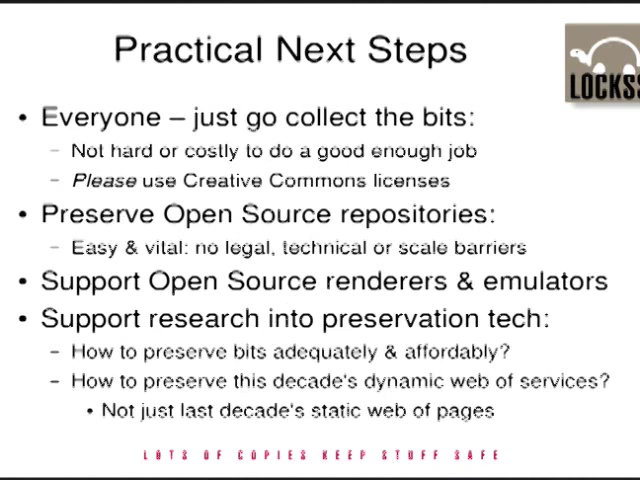 Practical Next Steps
LOCKSS
• Everyone – just go collect the bits:
– Not hard or costly to do a good enough job
– Please use Creative Commons licenses
• Preserve Open Source repositories:
– Easy & vital: no legal, technical or scale barriers
• Support Open Source renderers & emulators
• Support research into preservation tech:
– How to preserve bits adequately & affordably?
– How to preserve this decade's dynamic web of services?
• Not just last decade's static web of pages
LOTS OF COPIES KEEP STUFF SAFE